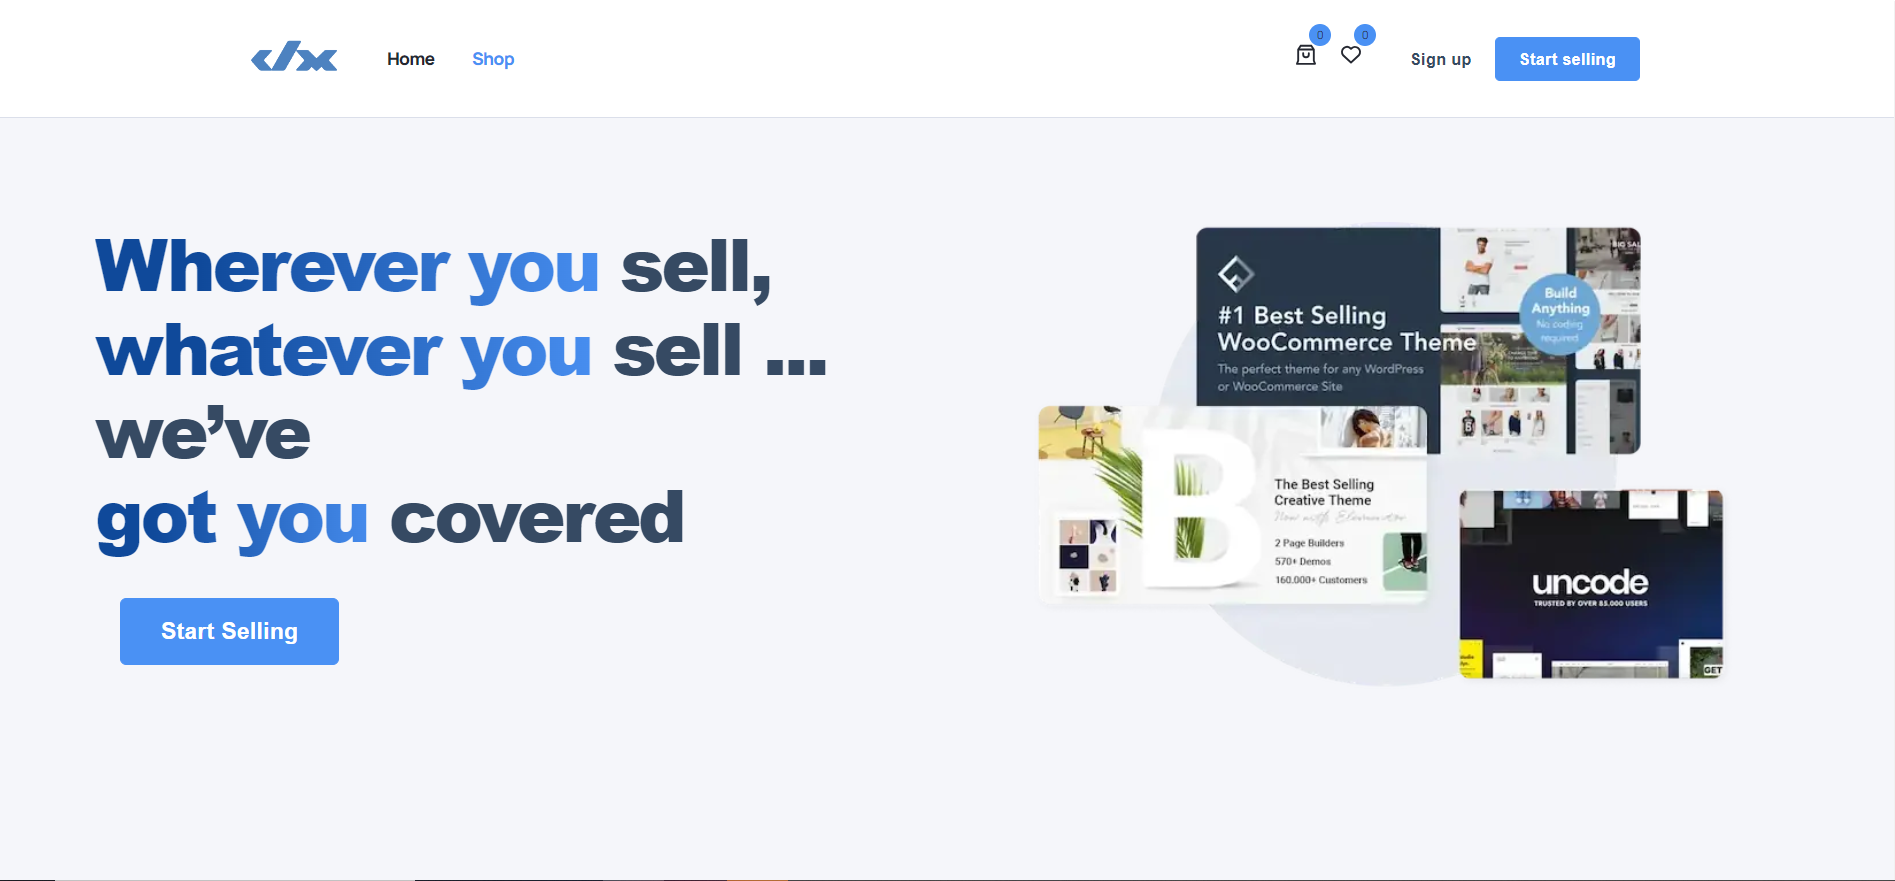 Home
Shop
0
0
Sign up
Start selling
Wherever you sell,
whatever you sell ...
we’ve
got you covered
Start Selling
#1 Best Selling
WooCommerce Theme
The perfect theme for any WordPress
or WooCommerce Site
Build
Anything
No coding
required
BIG SAL
B
The Best Selling
Creative Theme
Now with Elementor
2 Page Builders
570+ Demos
160.000+ Customers
uncode
TRUSTED BY OVER 85.000 USERS
GET